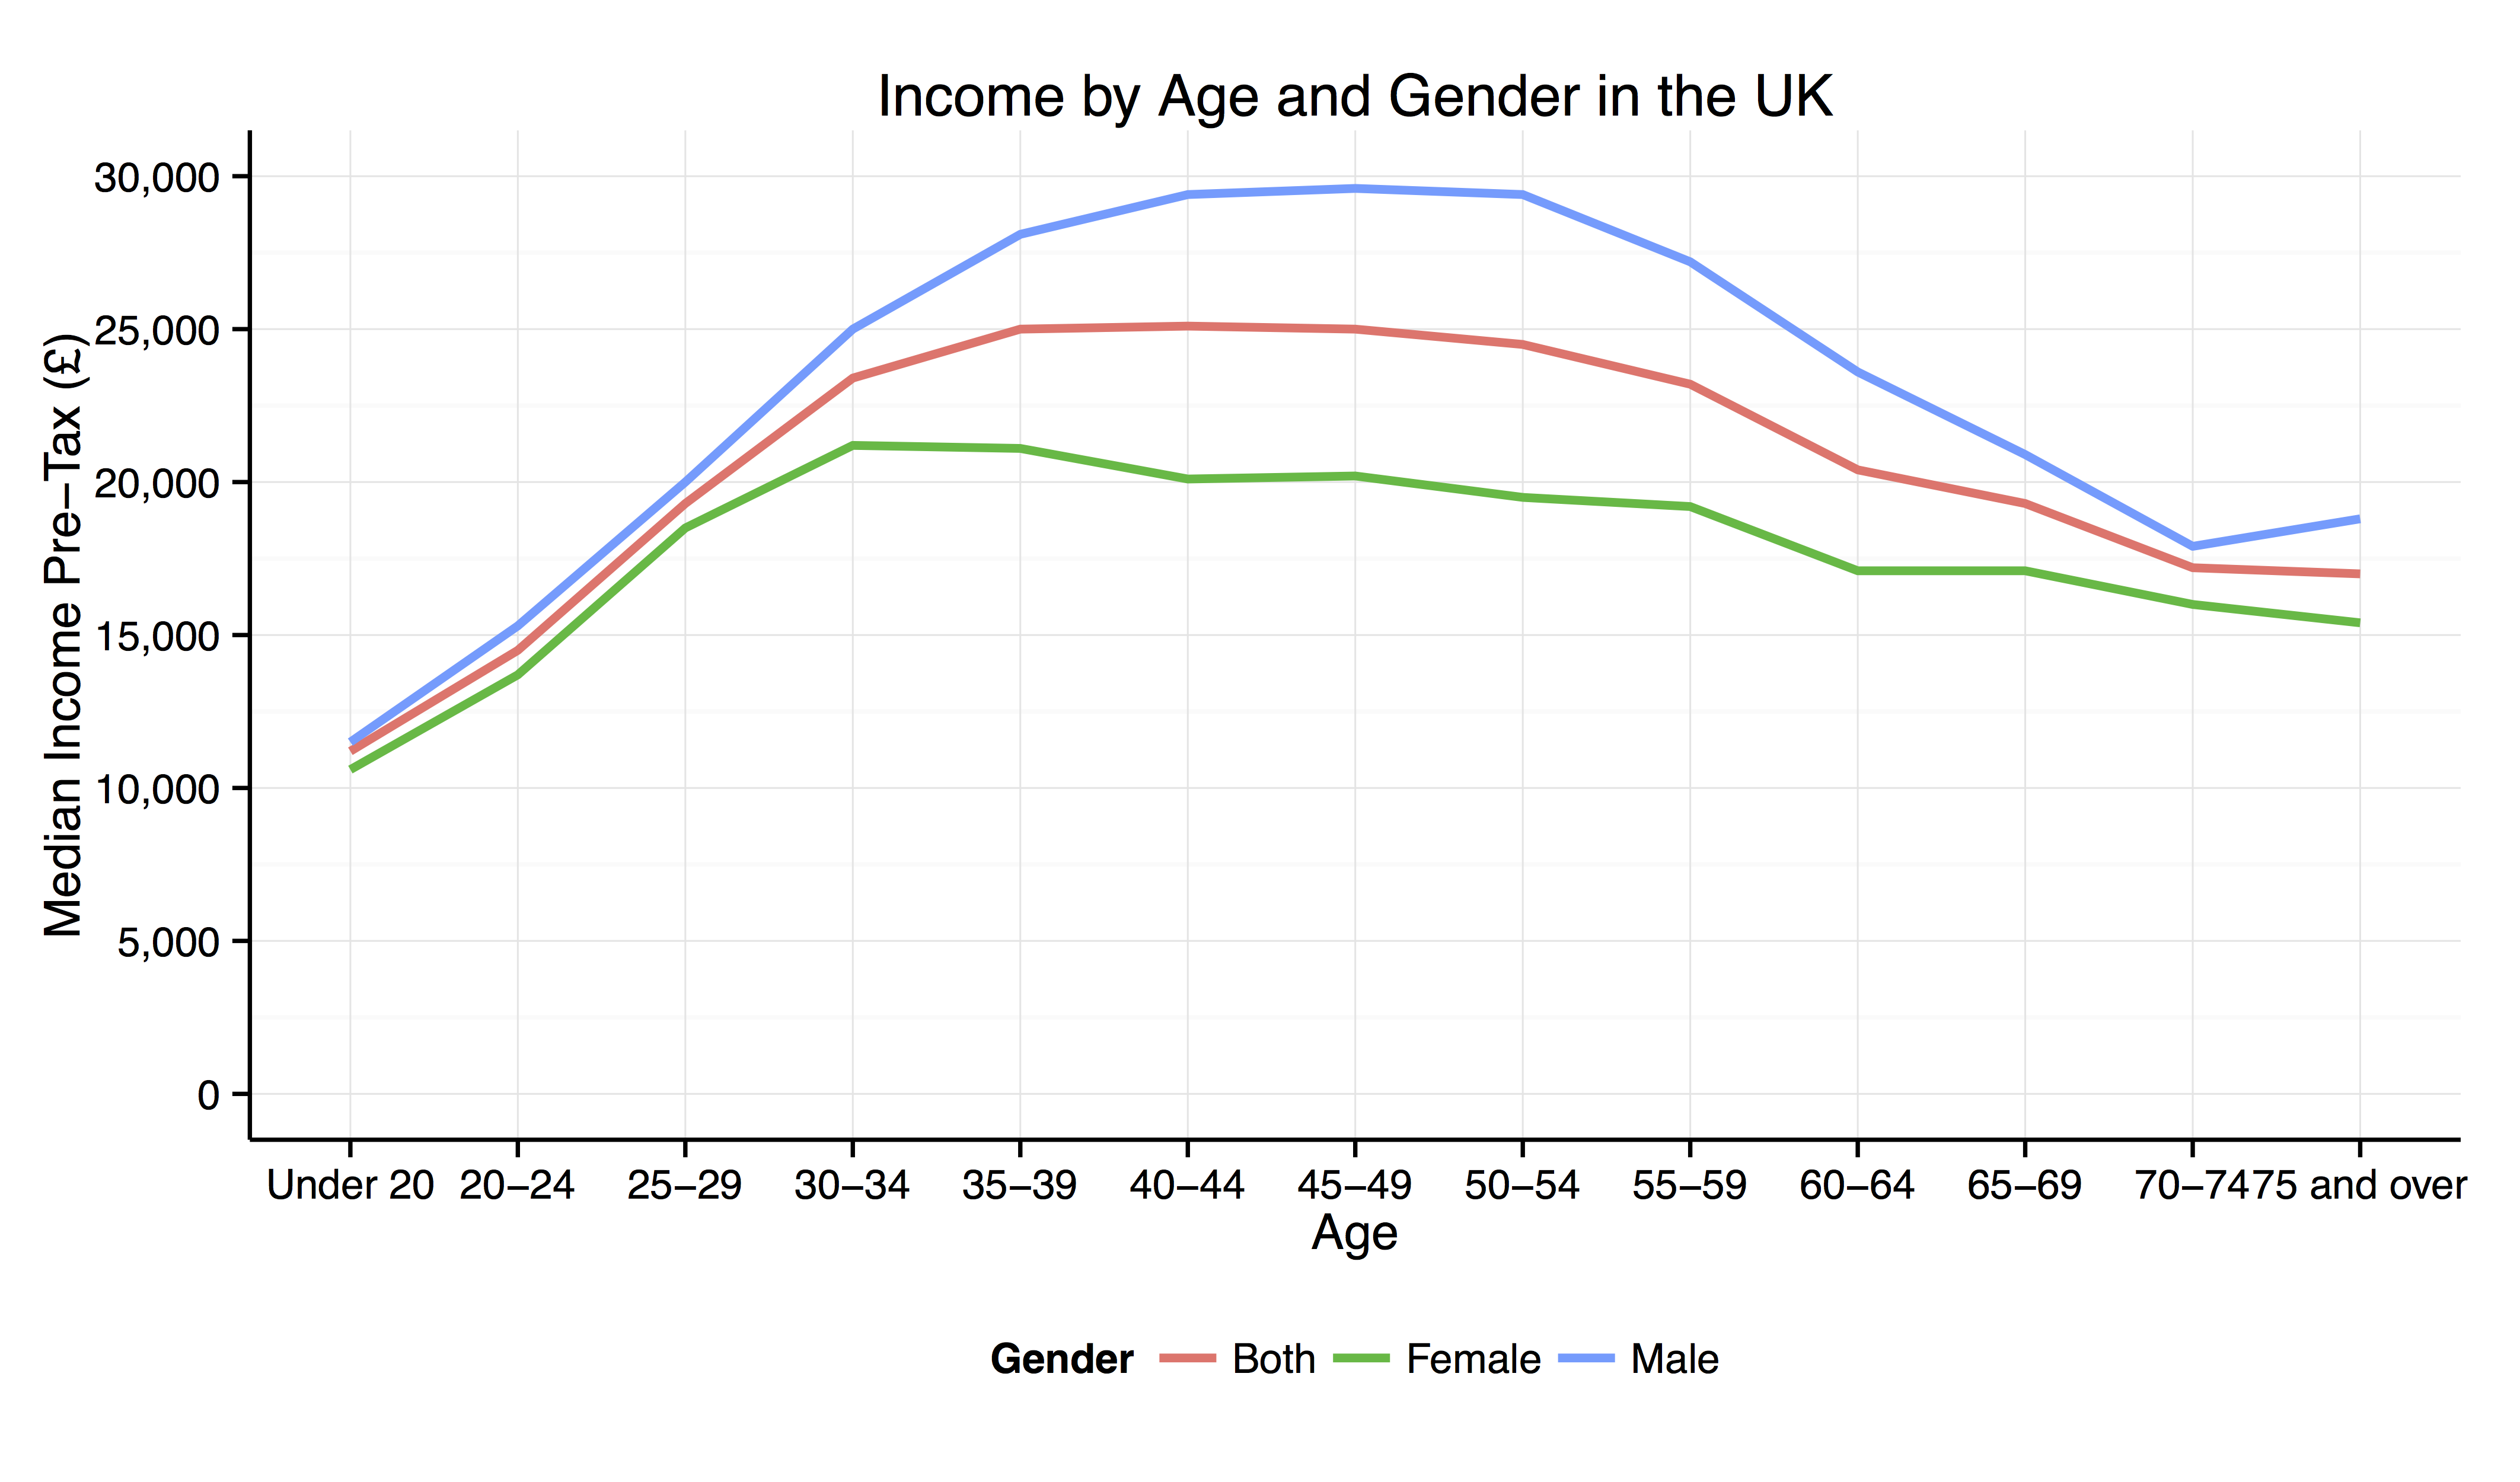 Income by Age and Gender in the UK
Median Income Pre−Tax (£)
30,000
25,000
20,000
15,000
10,000
5,000
0
Under 20 20−24 25−29 30−34 35−39 40−44 45−49 50−54 55−59 60−64 65−69 70−74 75 and over
Age
Gender Both Female Male